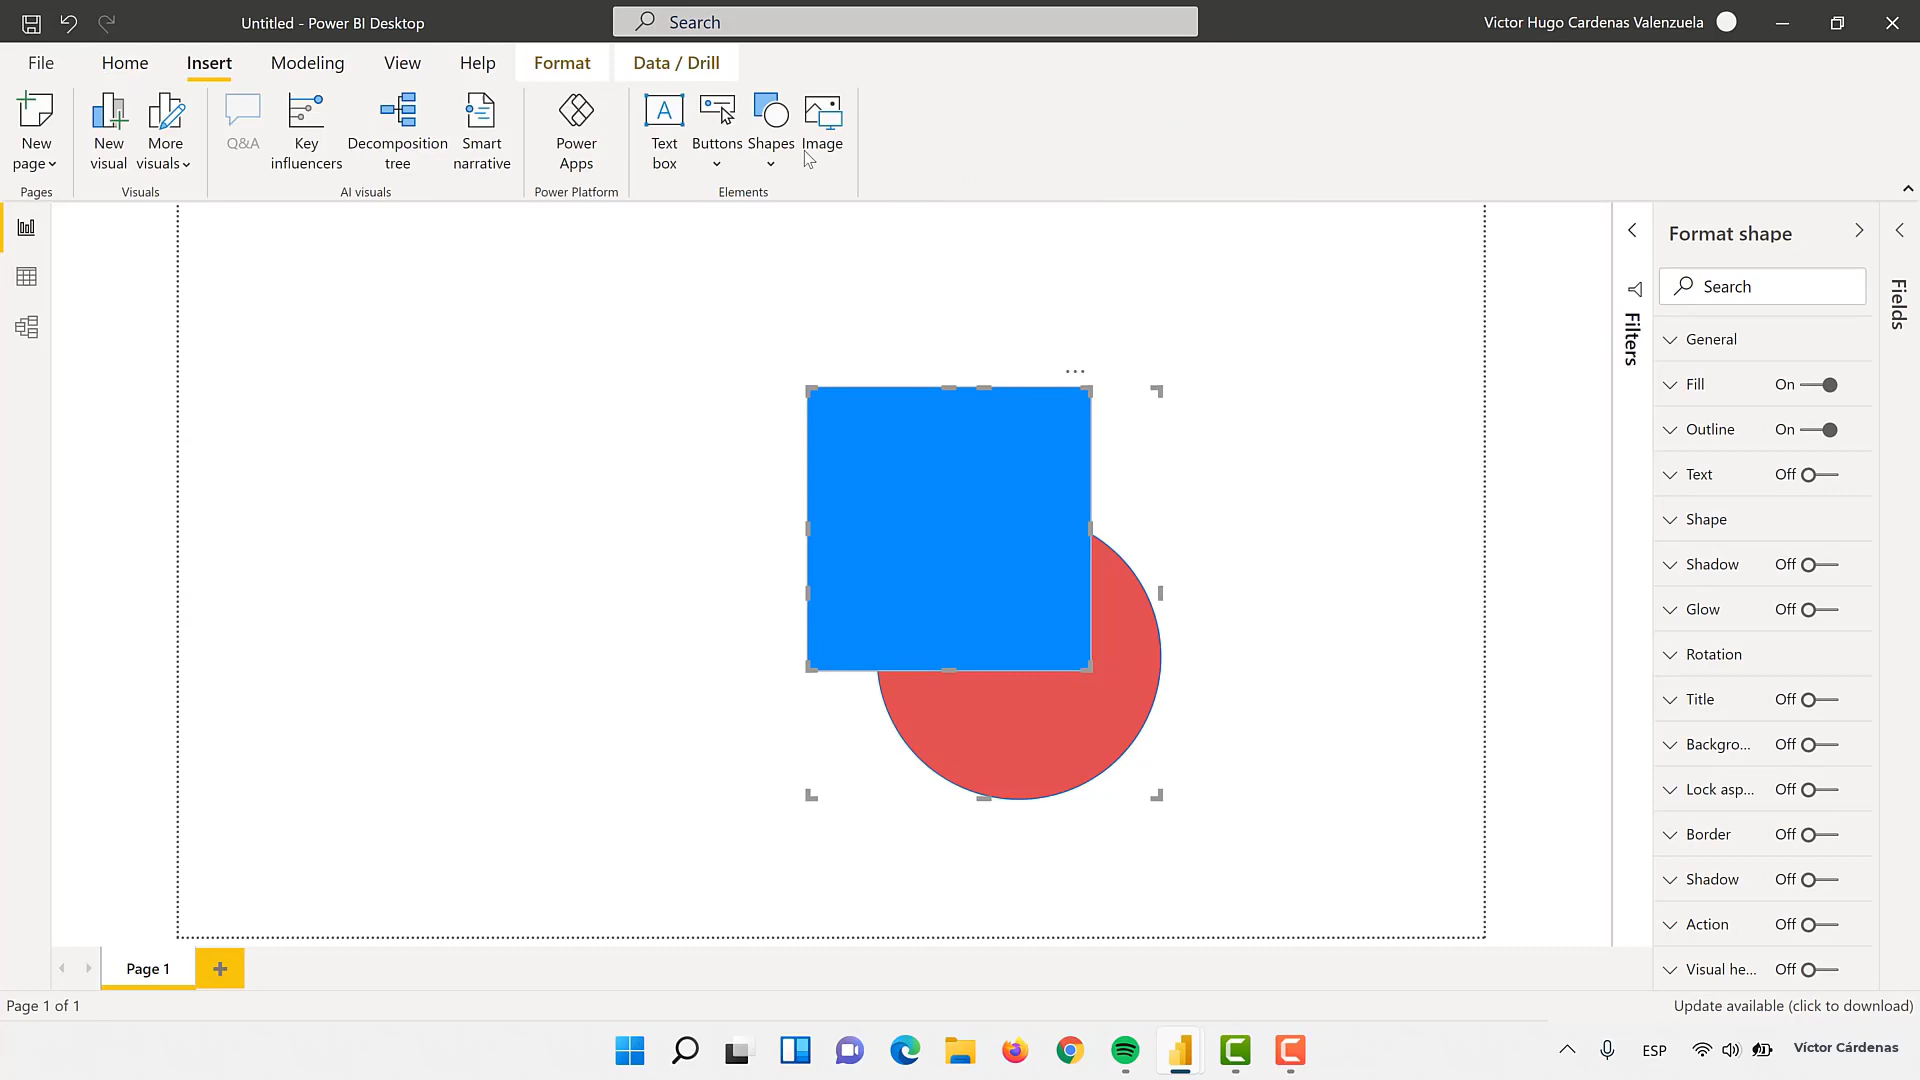 Untitled - Power BI Desktop
Search
Victor Hugo Cardenas Valenzuela
File
Home
Insert
Modeling
View
Help
Format
Data / Drill
New page
New visual
More visuals
Q&A
Key influencers
Decomposition tree
Smart narrative
Power Apps
Text box
Buttons
Shapes
Image
Pages
Visuals
AI visuals
Power Platform
Elements
Filters
Format shape
Search
General
Fill On
Outline On
Text Off
Shape
Shadow Off
Glow Off
Rotation
Title Off
Backgro... Off
Lock asp... Off
Border Off
Shadow Off
Action Off
Visual he... Off
Fields
Page 1
Page 1 of 1
Update available (click to download)
ESP
Víctor Cárdenas